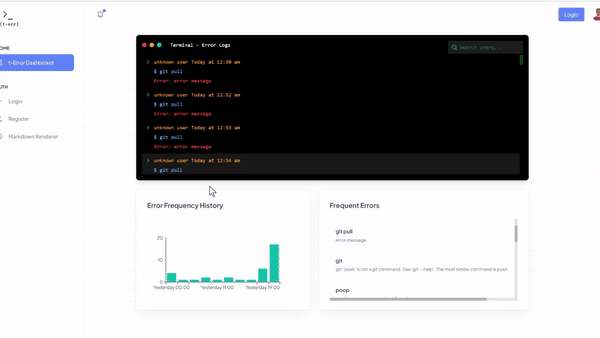 >_
[t-err]
Login
OME
t-Error Dashboard
UTH
Login
Register
Markdown Renderer
Terminal - Error Logs
Search users...
> unknown user Today at 12:30 am
$ git pull
Error: error message
> unknown user Today at 12:52 am
$ git pull
Error: error message
> unknown user Today at 12:53 am
$ git pull
Error: error message
> unknown user Today at 12:54 am
$ git pull
Error Frequency History
20
10
0
Yesterday 00:00
Yesterday 11:00
Yesterday 19:00
Frequent Errors
git pull
error message
git
git: 'pusk' is not a git command. See 'git --help'. The most similar command is push
poop